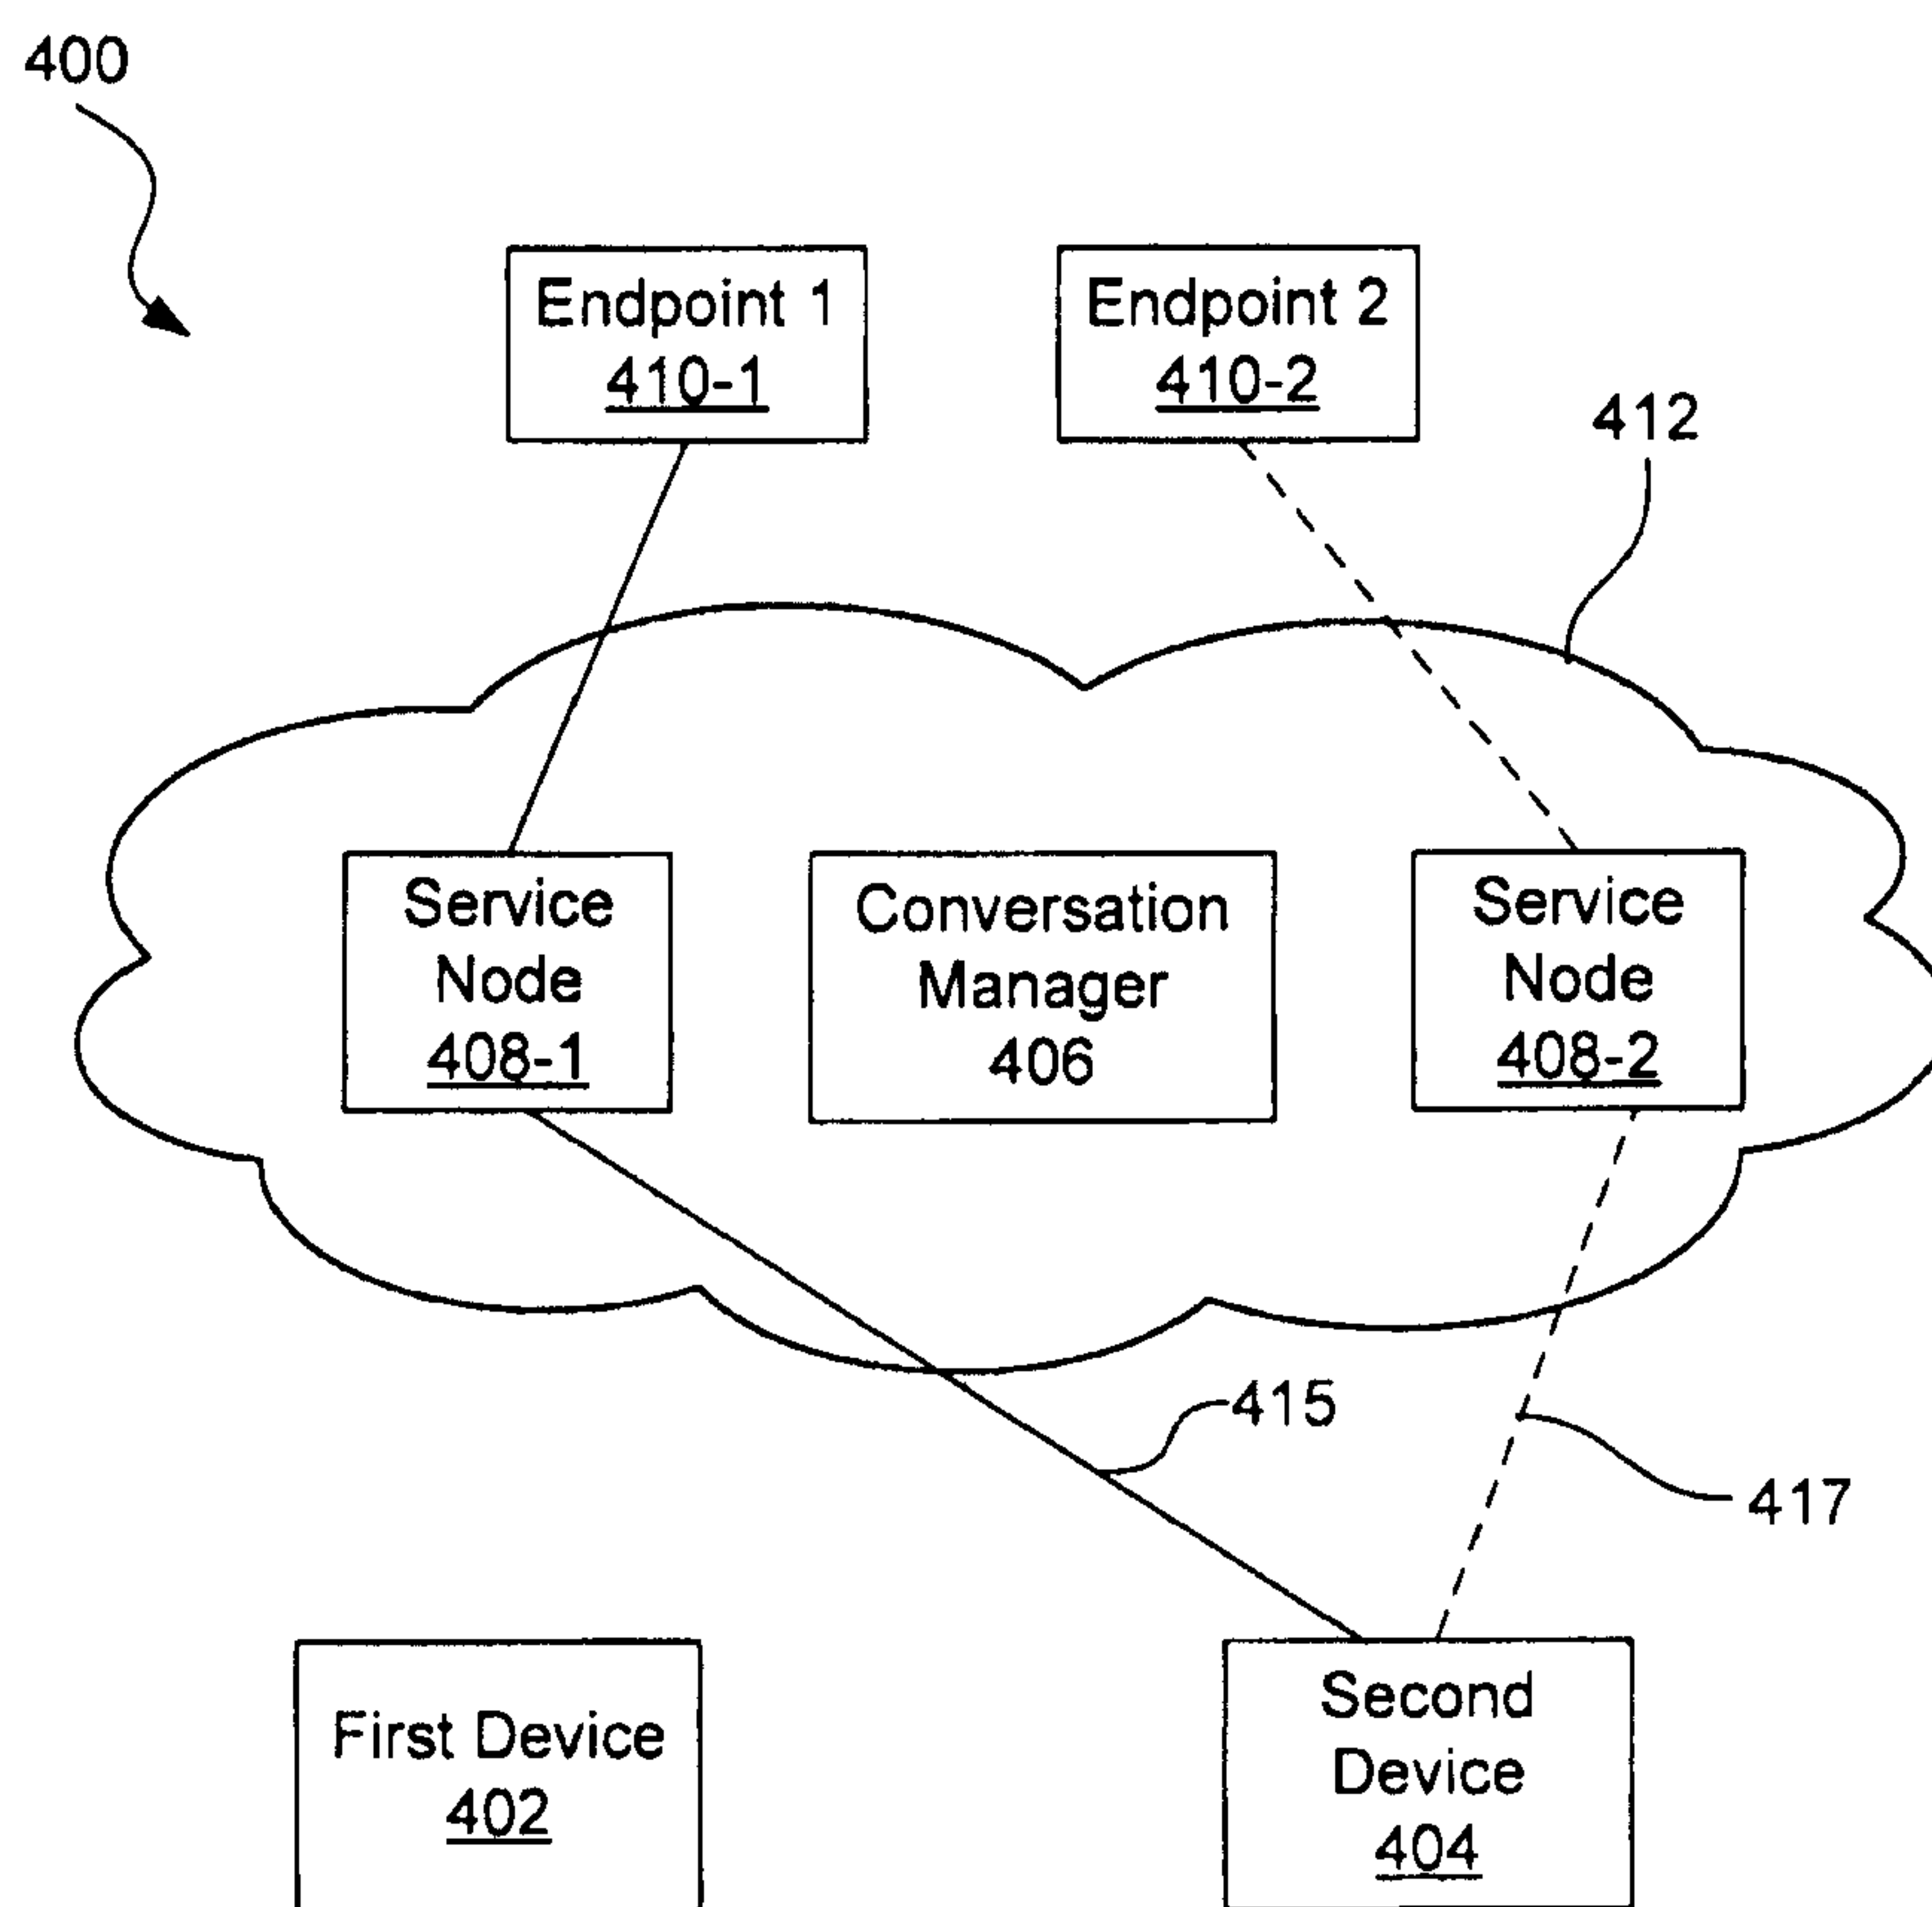 400
Endpoint 1
410-1
Endpoint 2
410-2
412
Service
Node
408-1
Conversation
Manager
406
Service
Node
408-2
415
417
First Device
402
Second
Device
404